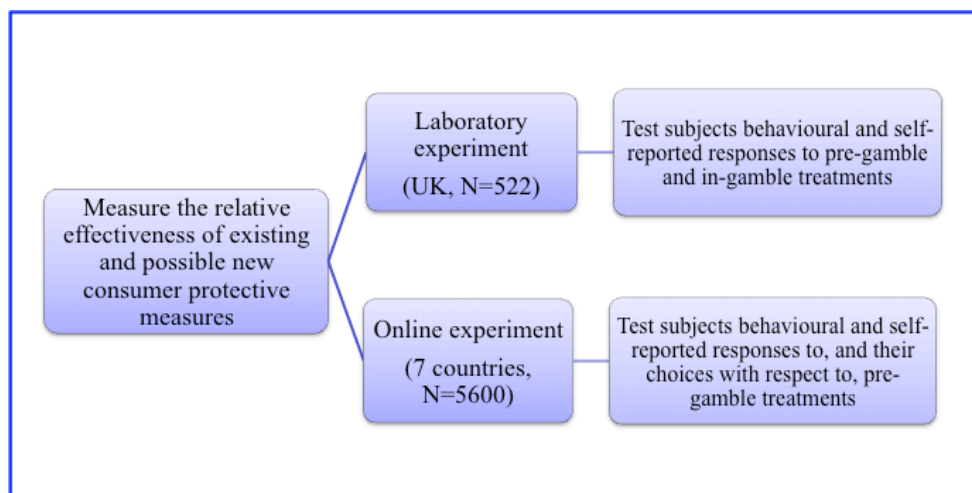 Measure the relative
effectiveness of existing
and possible new
consumer protective
measures
Laboratory
experiment
(UK, N=522)
Test subjects behavioural and self-
reported responses to pre-gamble
and in-gamble treatments
Online experiment
(7 countries,
N=5600)
Test subjects behavioural and self-
reported responses to, and their
choices with respect to, pre-
gamble treatments